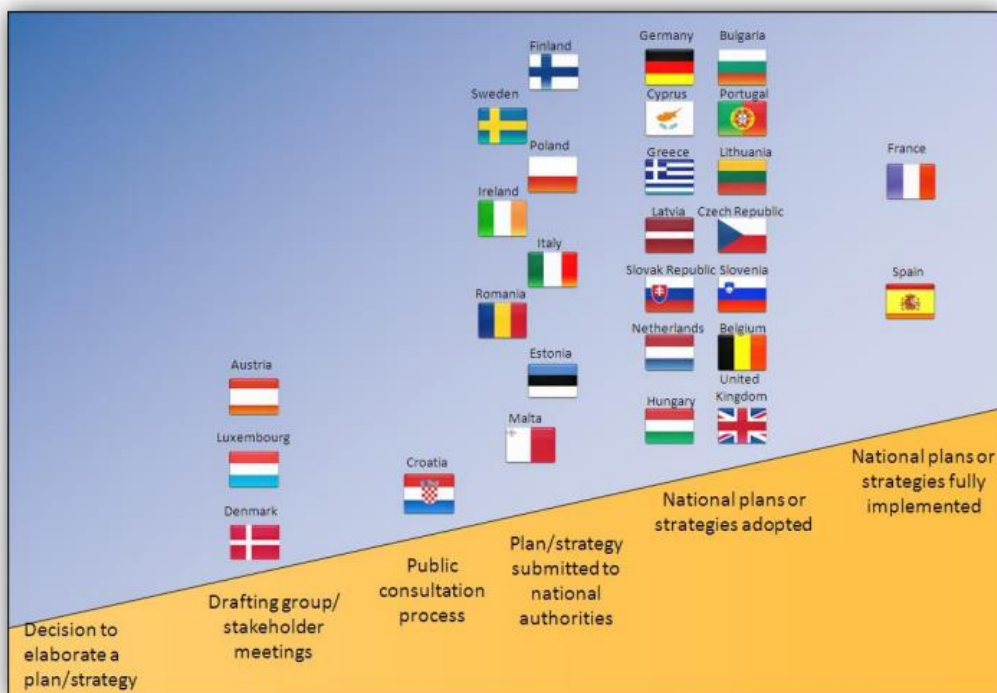 Finland
Sweden
Poland
Ireland
Italy
Romania
Estonia
Malta
Germany
Bulgaria
Cyprus
Portugal
Greece
Lithuania
Latvia
Czech Republic
Slovak Republic
Slovenia
Netherlands
Belgium
Hungary
United
Kingdom
France
Spain
Austria
Luxembourg
Denmark
Croatia
Decision to
elaborate a
plan/strategy
Drafting group/
stakeholder
meetings
Public
consultation
process
Plan/strategy
submitted to
national
authorities
National plans or
strategies adopted
National plans or
strategies fully
implemented